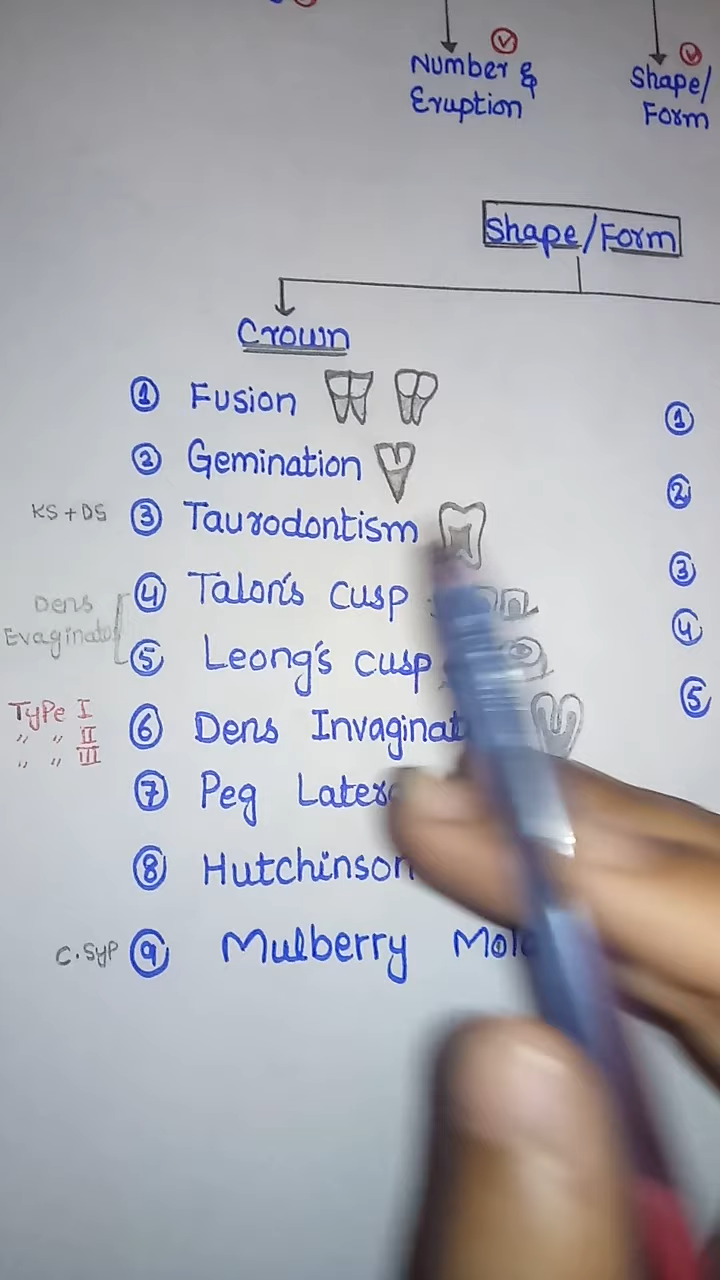 Number &
Eruption
Shape/
Form
Shape/Form
Crown
① Fusion
② Gemination
KS + DS ③ Taurodontism
④ Talon's cusp
Dens
Evaginatus
⑤ Leong's cusp
Type I
" " II
" " III
⑥ Dens Invaginat
⑦ Peg Later
⑧ Hutchinson
C. Syp ⑨ Mulberry Mol
①
②
③
④
⑤